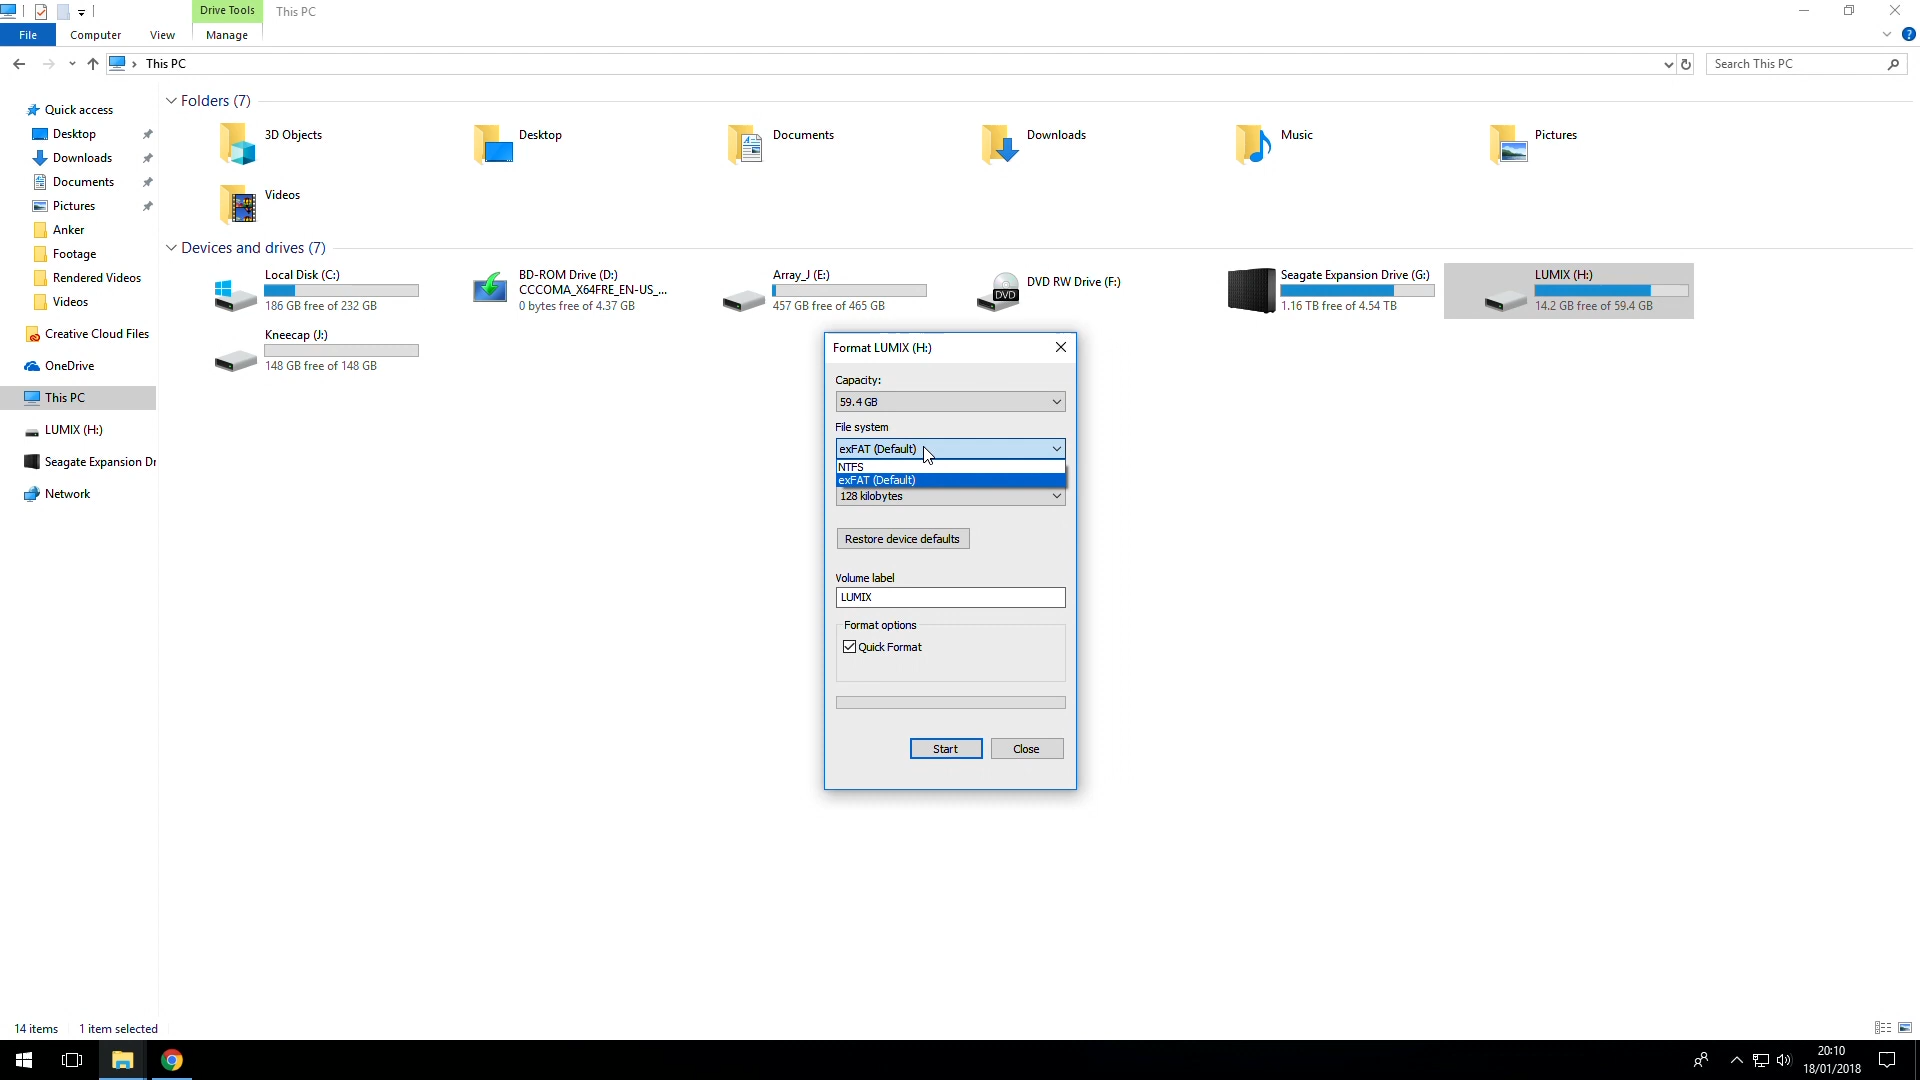 Drive Tools
This PC
File
Computer
View
Manage
This PC
Search This PC
Quick access
Desktop
Downloads
Documents
Pictures
Anker
Footage
Rendered Videos
Videos
Creative Cloud Files
OneDrive
This PC
LUMIX (H:)
Seagate Expansion Dr
Network
Folders (7)
3D Objects
Desktop
Documents
Downloads
Music
Pictures
Videos
Devices and drives (7)
Local Disk (C:)
186 GB free of 232 GB
BD-ROM Drive (D:)
CCCOMA_X64FRE_EN-US_...
0 bytes free of 4.37 GB
Array_J (E:)
457 GB free of 465 GB
DVD
DVD RW Drive (F:)
Seagate Expansion Drive (G:)
1.16 TB free of 4.54 TB
LUMIX (H:)
14.2 GB free of 59.4 GB
Kneecap (J:)
148 GB free of 148 GB
Format LUMIX (H:)
Capacity:
59.4 GB
File system
exFAT (Default)
NTFS
exFAT (Default)
128 kilobytes
Restore device defaults
Volume label
LUMIX
Format options
Quick Format
Start
Close
14 items
1 item selected
20:10
18/01/2018